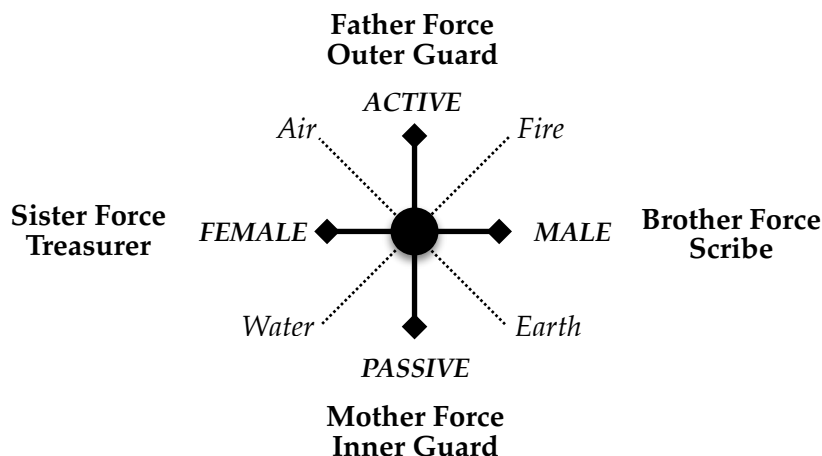 Father Force
Outer Guard
ACTIVE
Air
Fire
Sister Force
Treasurer
FEMALE
MALE
Brother Force
Scribe
Water
Earth
PASSIVE
Mother Force
Inner Guard